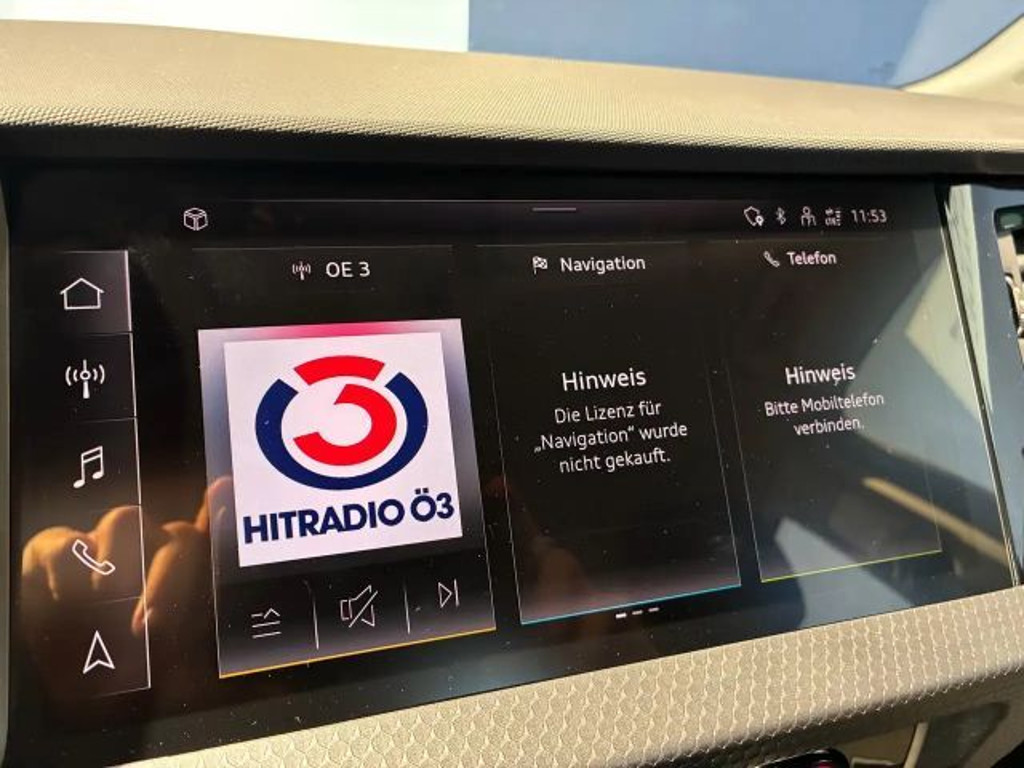 11:53
OE 3
Navigation
Telefon
3
HITRADIO Ö3
Hinweis
Die Lizenz für
„Navigation“ wurde
nicht gekauft.
Hinweis
Bitte Mobiltelefon
verbinden.